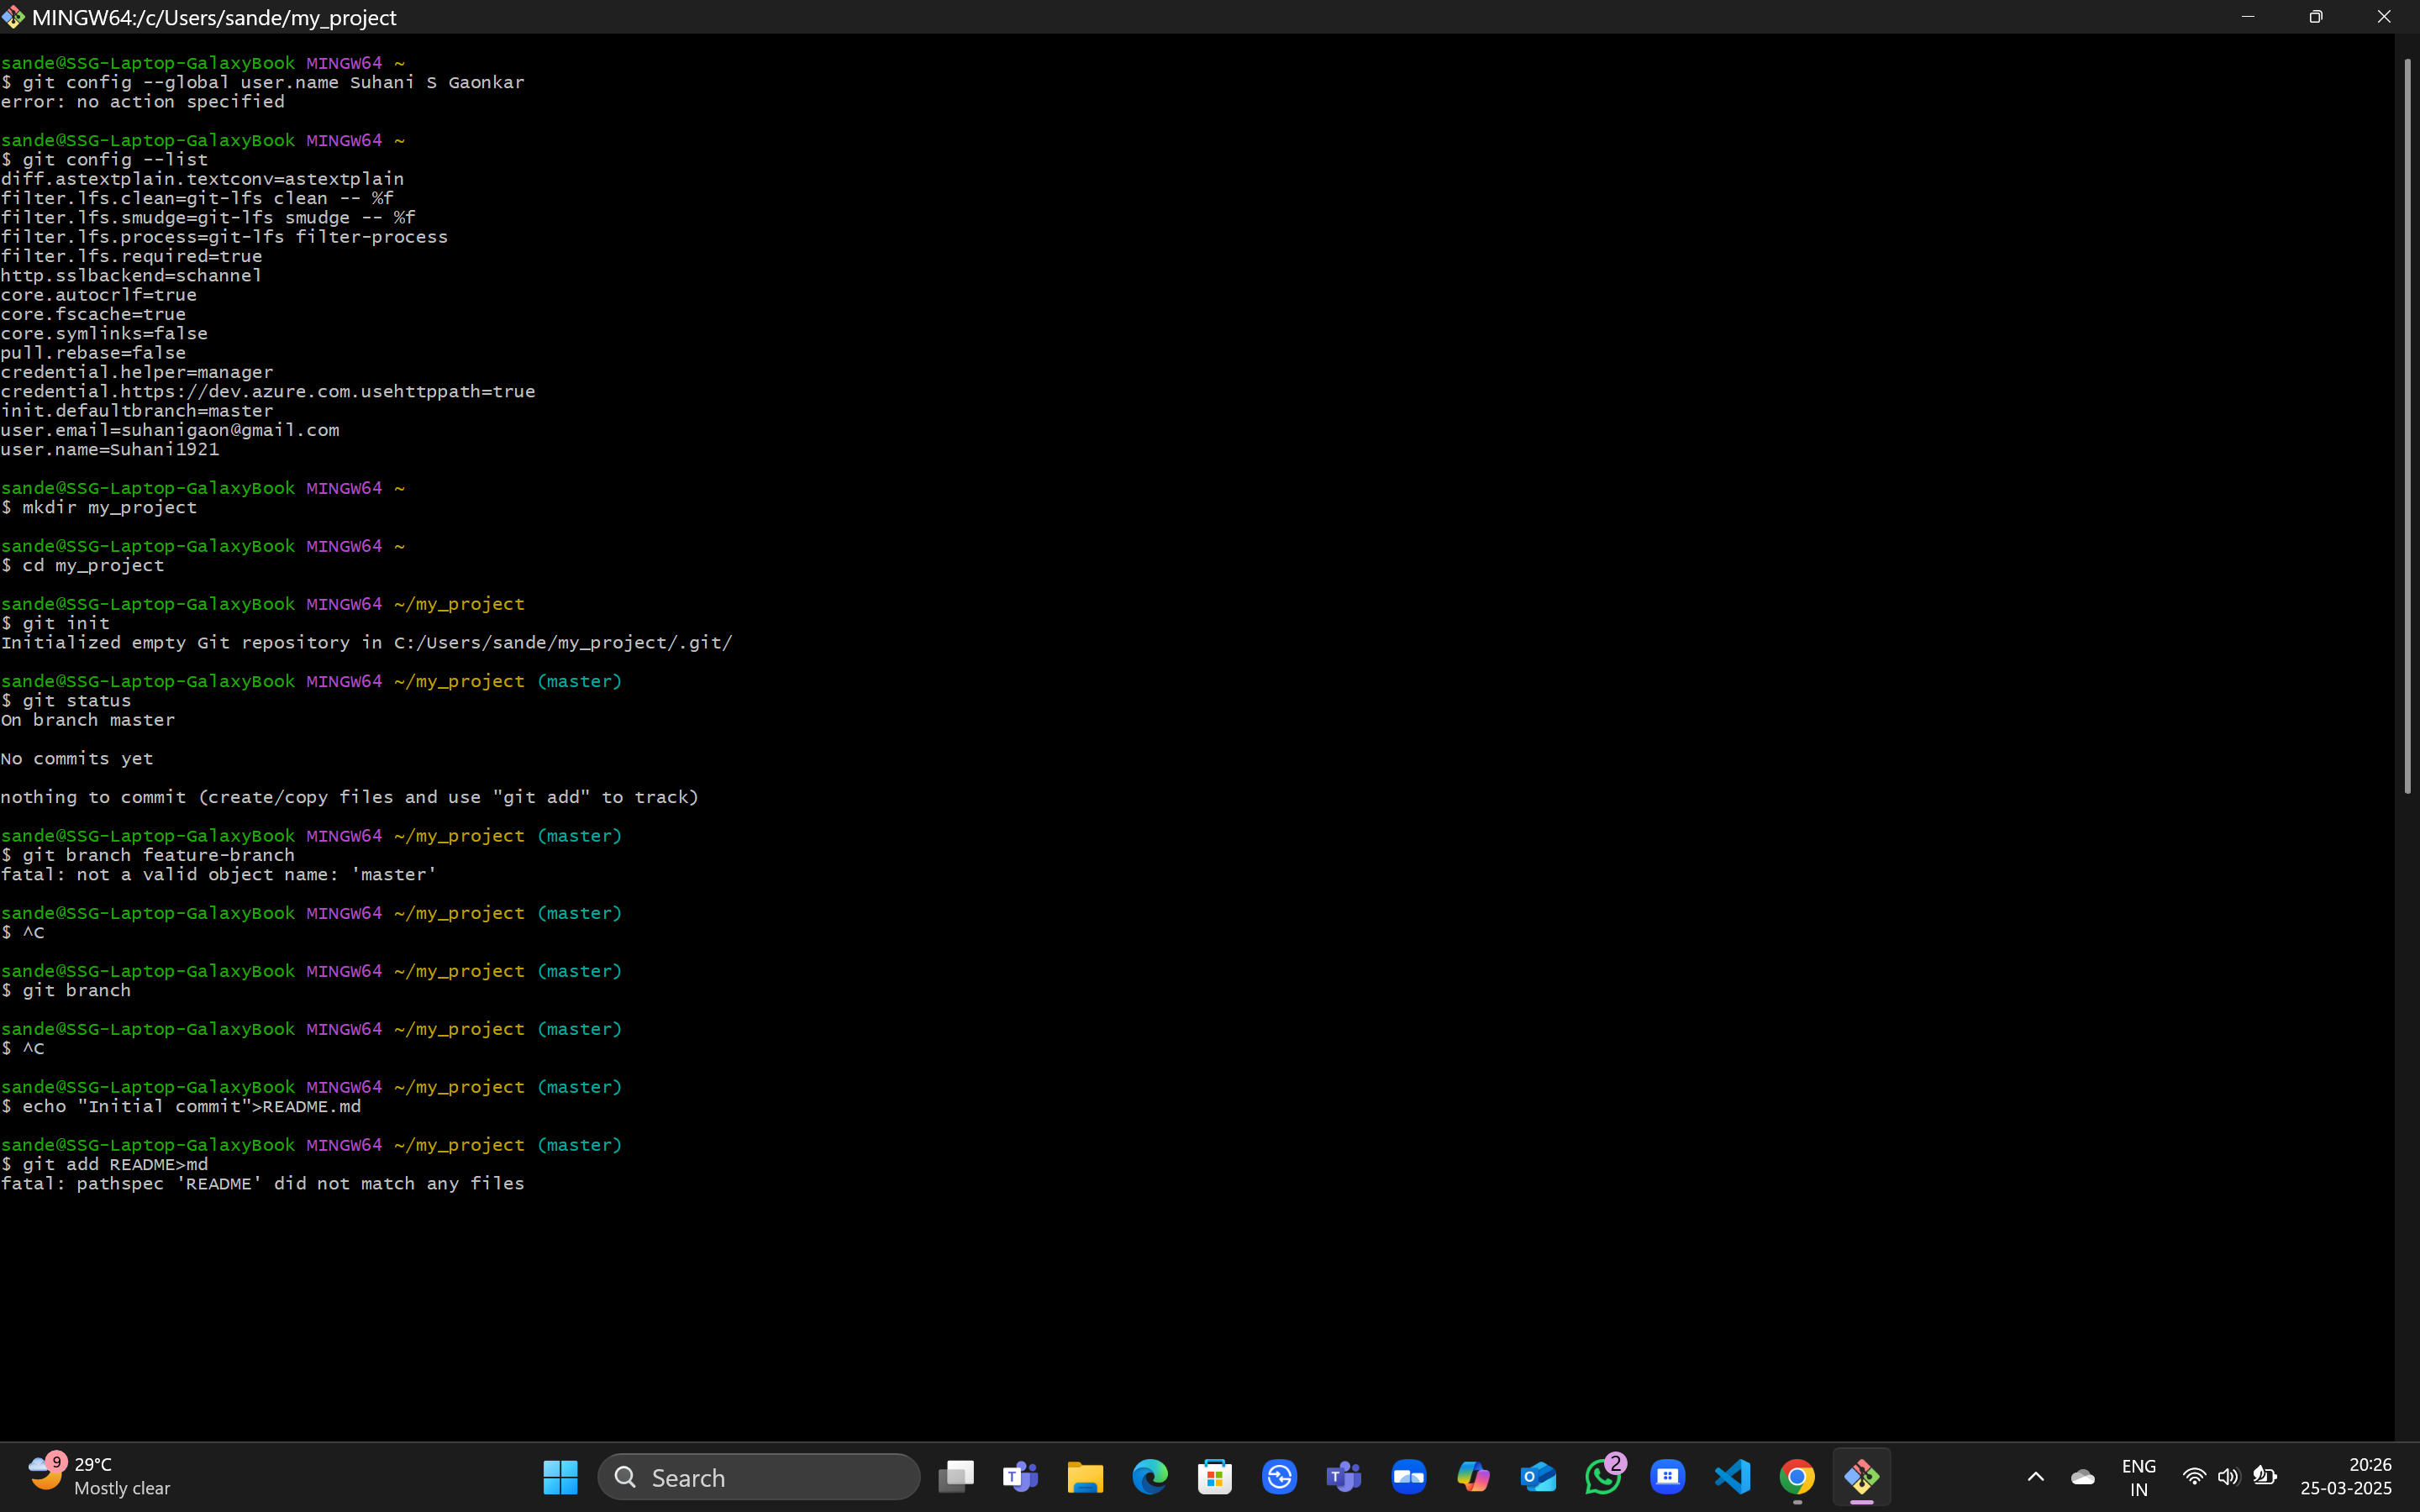 MINGW64:/c/Users/sande/my_project
sande@SSG-Laptop-GalaxyBook MINGW64 ~
$ git config --global user.name Suhani S Gaonkar
error: no action specified
sande@SSG-Laptop-GalaxyBook MINGW64 ~
$ git config --list
diff.astextplain.textconv=astextplain
filter.lfs.clean=git-lfs clean -- %f
filter.lfs.smudge=git-lfs smudge -- %f
filter.lfs.process=git-lfs filter-process
filter.lfs.required=true
http.sslbackend=schannel
core.autocrlf=true
core.fscache=true
core.symlinks=false
pull.rebase=false
credential.helper=manager
credential.https://dev.azure.com.usehttppath=true
init.defaultbranch=master
user.email=suhanigaon@gmail.com
user.name=Suhani1921
sande@SSG-Laptop-GalaxyBook MINGW64 ~
$ mkdir my_project
sande@SSG-Laptop-GalaxyBook MINGW64 ~
$ cd my_project
sande@SSG-Laptop-GalaxyBook MINGW64 ~/my_project
$ git init
Initialized empty Git repository in C:/Users/sande/my_project/.git/
sande@SSG-Laptop-GalaxyBook MINGW64 ~/my_project (master)
$ git status
On branch master
No commits yet
nothing to commit (create/copy files and use "git add" to track)
sande@SSG-Laptop-GalaxyBook MINGW64 ~/my_project (master)
$ git branch feature-branch
fatal: not a valid object name: 'master'
sande@SSG-Laptop-GalaxyBook MINGW64 ~/my_project (master)
$ ^C
sande@SSG-Laptop-GalaxyBook MINGW64 ~/my_project (master)
$ git branch
sande@SSG-Laptop-GalaxyBook MINGW64 ~/my_project (master)
$ ^C
sande@SSG-Laptop-GalaxyBook MINGW64 ~/my_project (master)
$ echo "Initial commit">README.md
sande@SSG-Laptop-GalaxyBook MINGW64 ~/my_project (master)
$ git add README>md
fatal: pathspec 'README' did not match any files
9
29°C
Mostly clear
Search
2
ENG
IN
20:26
25-03-2025